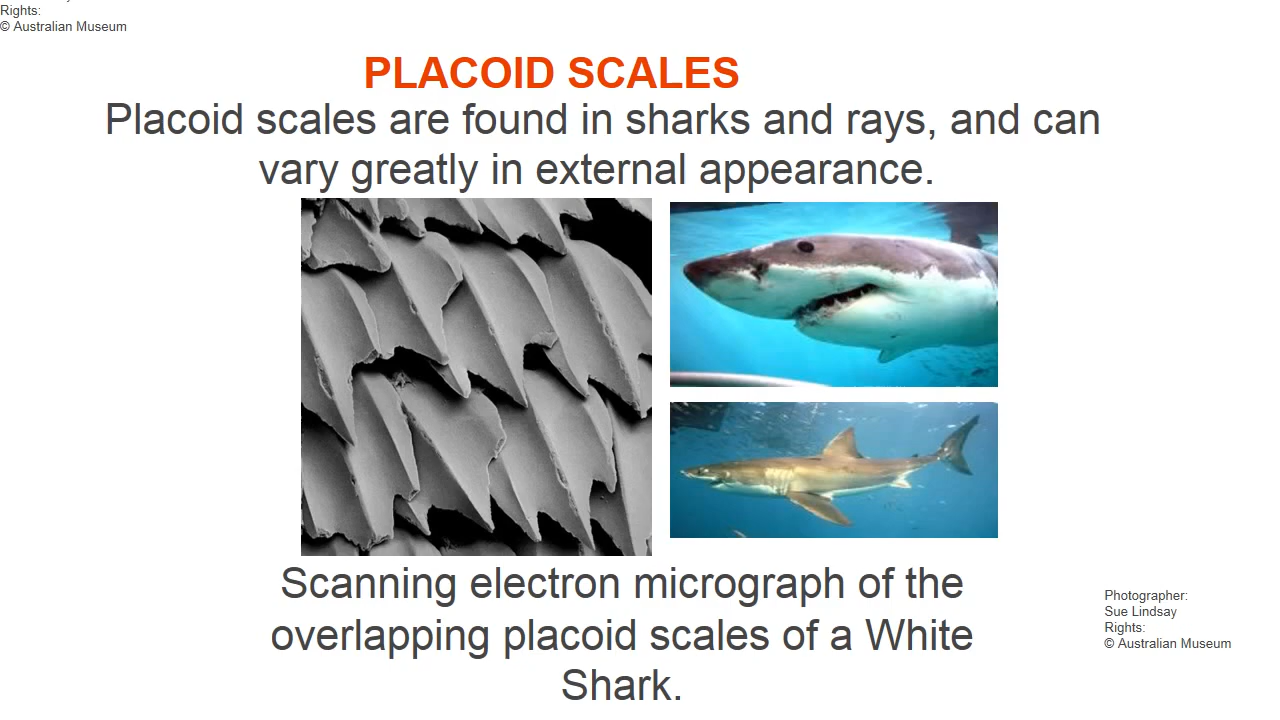 Rights:
© Australian Museum
PLACOID SCALES
Placoid scales are found in sharks and rays, and can
vary greatly in external appearance.
Scanning electron micrograph of the
overlapping placoid scales of a White
Shark.
Photographer:
Sue Lindsay
Rights:
© Australian Museum